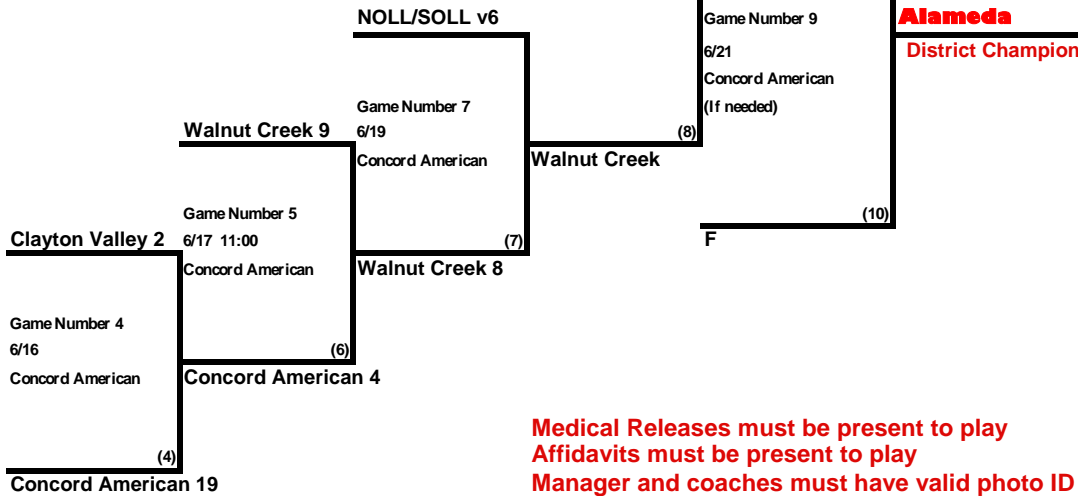 NOLL/SOLL v6
Game Number 9
Alameda
6/21
District Champion
Concord American
(If needed)
Game Number 7
6/19
Concord American
Walnut Creek 9
(8)
Walnut Creek
Game Number 5
6/17 11:00
Concord American
(10)
F
Clayton Valley 2
(7)
Walnut Creek 8
Game Number 4
6/16
Concord American
(6)
Concord American 4
(4)
Concord American 19
Medical Releases must be present to play
Affidavits must be present to play
Manager and coaches must have valid photo ID